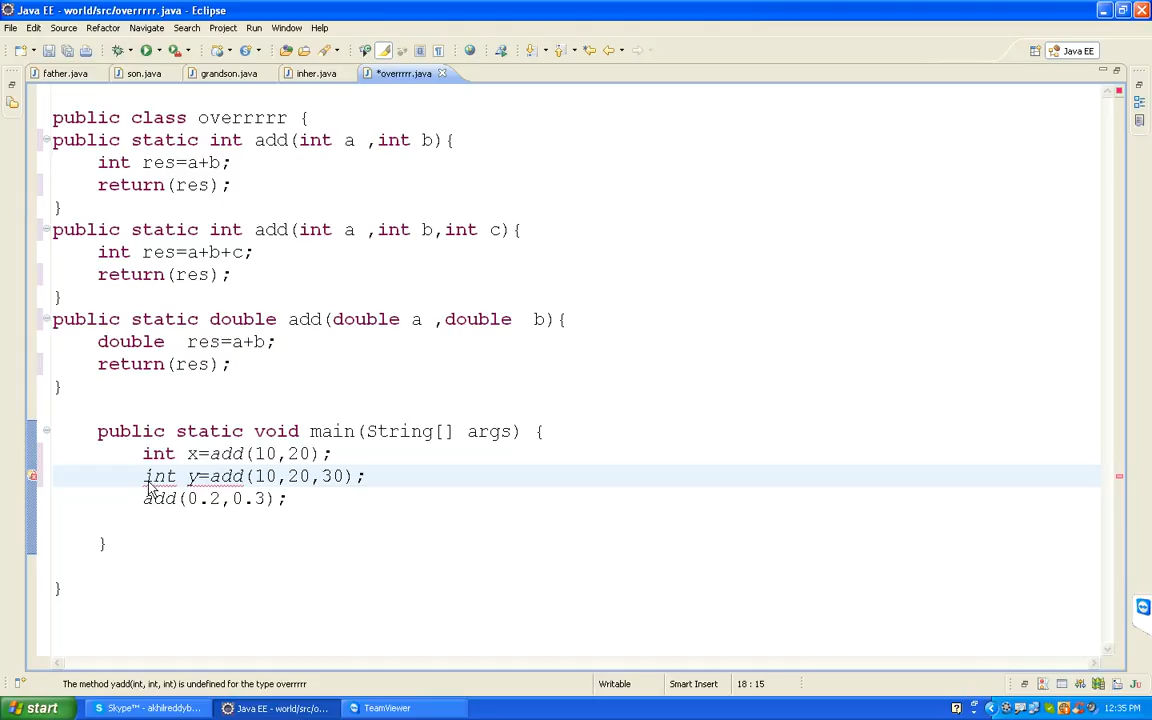 Java EE - world/src/overrrrr.java - Eclipse
File Edit Source Refactor Navigate Search Project Run Window Help
Java EE
father.java son.java grandson.java inher.java *overrrrr.java
public class overrrrr {
public static int add(int a ,int b){
int res=a+b;
return(res);
}
public static int add(int a ,int b,int c){
int res=a+b+c;
return(res);
}
public static double add(double a ,double b){
double res=a+b;
return(res);
}
public static void main(String[] args) {
int x=add(10,20);
int y=add(10,20,30);
add(0.2,0.3);
}
}
The method yadd(int, int, int) is undefined for the type overrrrr Writable Smart Insert 18 : 15
start Skype™ - akhilreddyb... Java EE - world/src/o... TeamViewer 12:35 PM